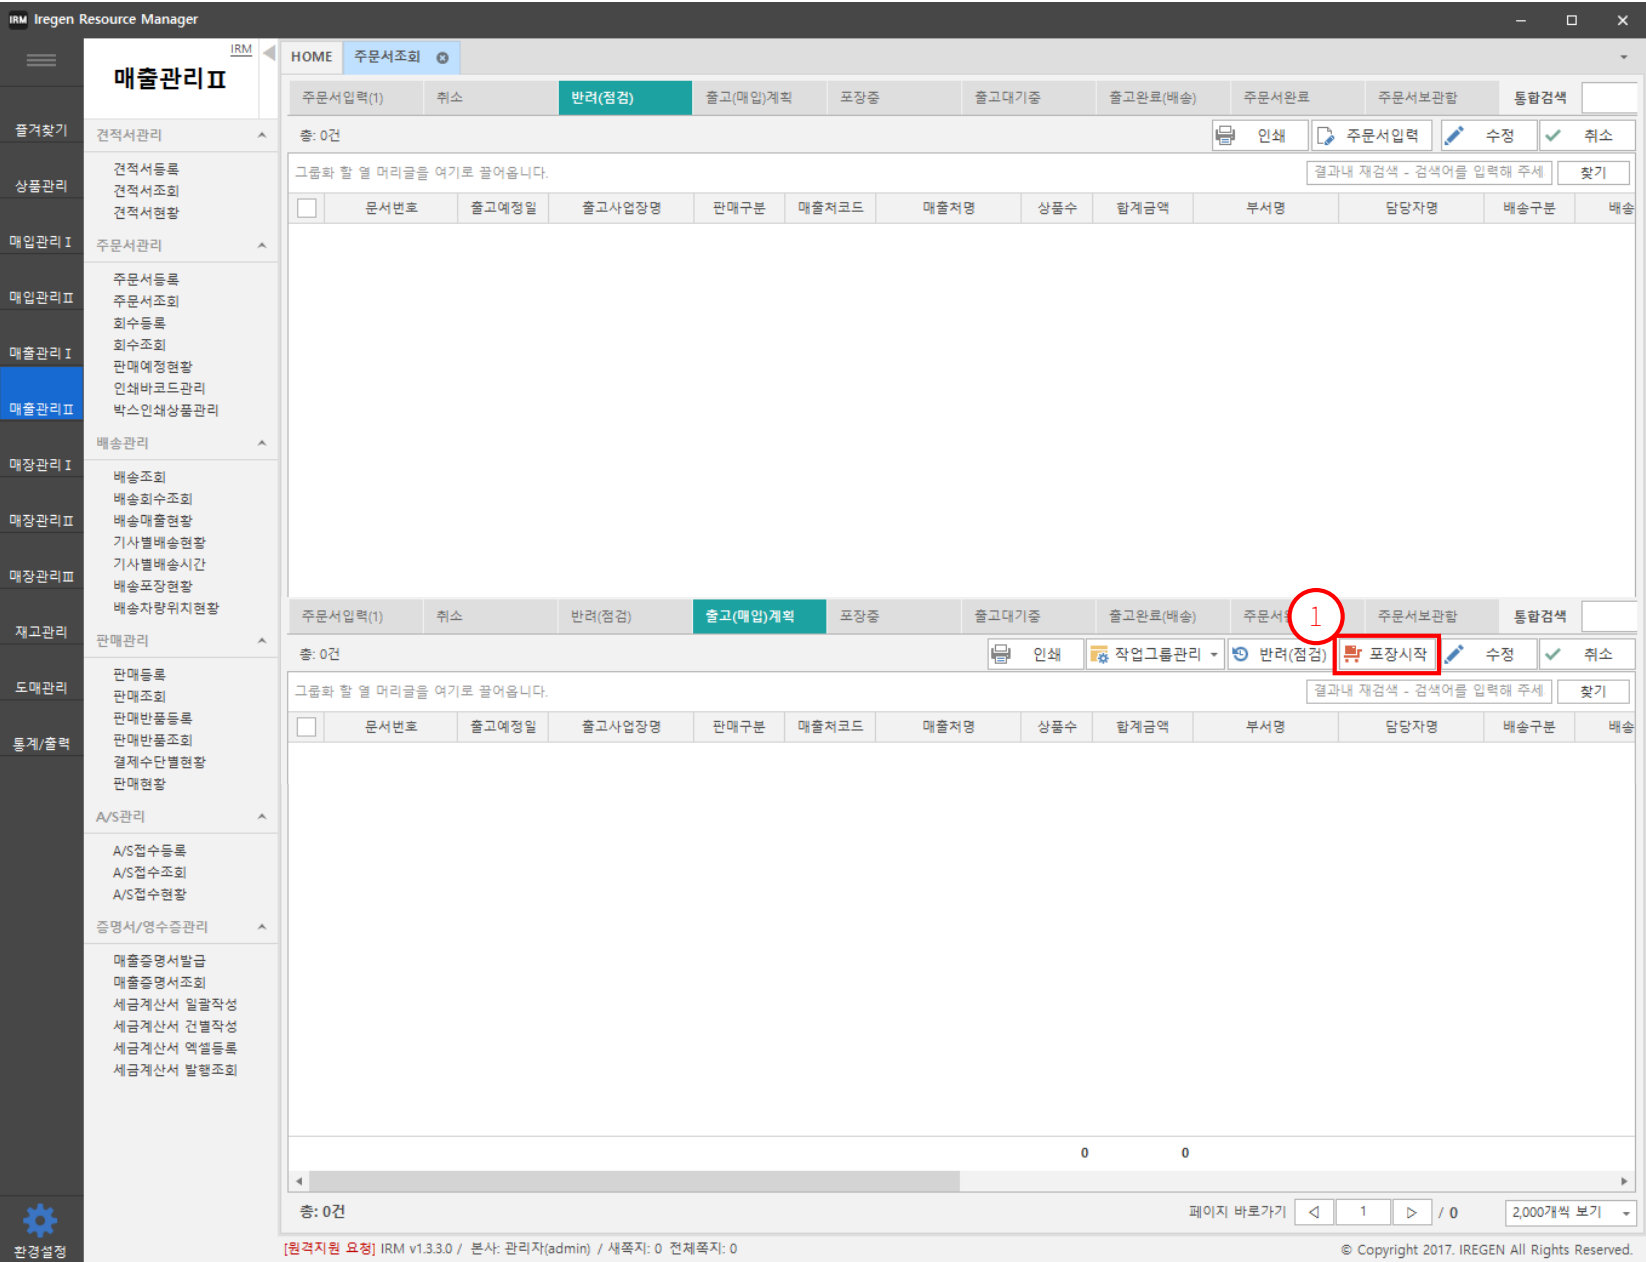 IRM Iregen Resource Manager
IRM
매출관리Ⅱ
즐겨찾기
상품관리
매입관리Ⅰ
매입관리Ⅱ
매출관리Ⅰ
매출관리Ⅱ
매장관리Ⅰ
매장관리Ⅱ
매장관리Ⅲ
재고관리
도매관리
통계/출력
환경설정
견적서관리
견적서등록
견적서조회
견적서현황
주문서관리
주문서등록
주문서조회
회수등록
회수조회
판매예정현황
인쇄바코드관리
박스인쇄상품관리
배송관리
배송조회
배송회수조회
배송매출현황
기사별배송현황
기사별배송시간
배송포장현황
배송차량위치현황
판매관리
판매등록
판매조회
판매반품등록
판매반품조회
결제수단별현황
판매현황
A/S관리
A/S접수등록
A/S접수조회
A/S접수현황
증명서/영수증관리
매출증명서발급
매출증명서조회
세금계산서 일괄작성
세금계산서 건별작성
세금계산서 엑셀등록
세금계산서 발행조회
HOME 주문서조회
주문서입력(1) 취소 반려(점검) 출고(매입)계획 포장중 출고대기중 출고완료(배송) 주문서완료 주문서보관함 통합검색
총: 0건 인쇄 주문서입력 수정 취소
그룹화 할 열 머리글을 여기로 끌어옵니다. 결과내 재검색 - 검색어를 입력해 주세 찾기
문서번호 출고예정일 출고사업장명 판매구분 매출처코드 매출처명 상품수 합계금액 부서명 담당자명 배송구분 배송
주문서입력(1) 취소 반려(점검) 출고(매입)계획 포장중 출고대기중 출고완료(배송) 주문서 1 주문서보관함 통합검색
총: 0건 인쇄 작업그룹관리 반려(점검) 포장시작 수정 취소
그룹화 할 열 머리글을 여기로 끌어옵니다. 결과내 재검색 - 검색어를 입력해 주세 찾기
문서번호 출고예정일 출고사업장명 판매구분 매출처코드 매출처명 상품수 합계금액 부서명 담당자명 배송구분 배송
0 0
총: 0건 페이지 바로가기 1 / 0 2,000개씩 보기
[원격지원 요청] IRM v1.3.3.0 / 본사: 관리자(admin) / 새쪽지: 0 전체쪽지: 0 © Copyright 2017. IREGEN All Rights Reserved.